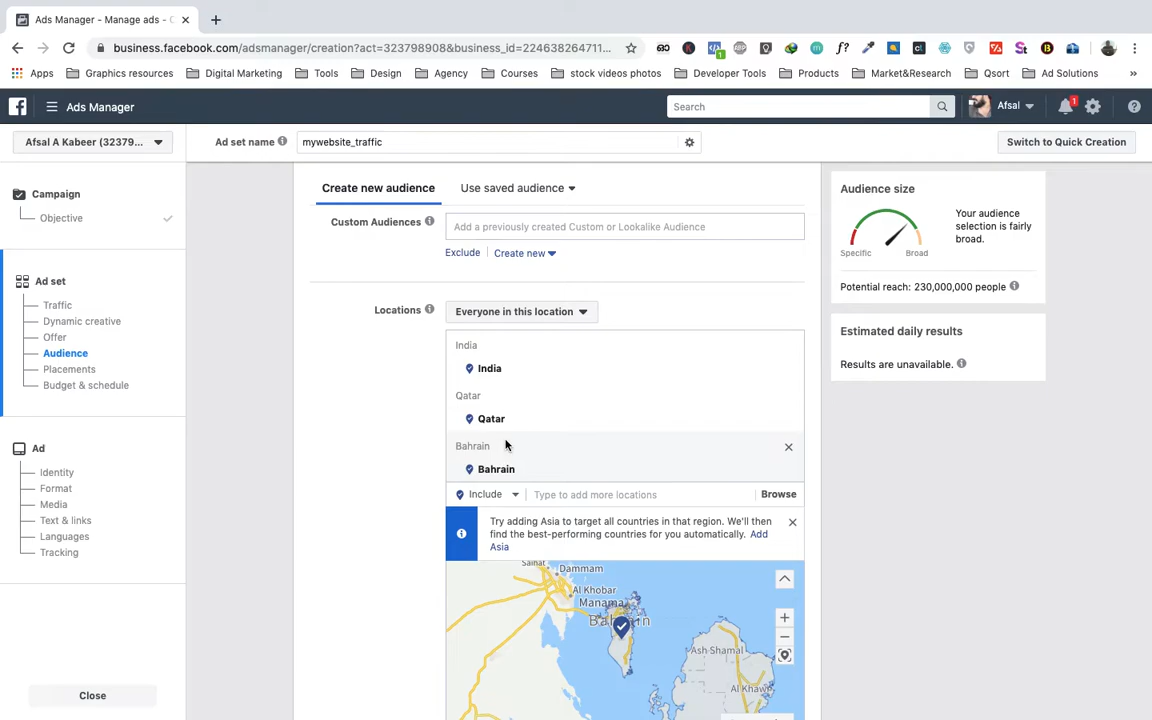 Ads Manager - Manage ads - C
business.facebook.com/adsmanager/creation?act=323798908&business_id=224638264711...
Apps
Graphics resources
Digital Marketing
Tools
Design
Agency
Courses
stock videos photos
Developer Tools
Products
Market&Research
Qsort
Ad Solutions
»
Ads Manager
Search
Afsal
1
Afsal A Kabeer (32379...
Ad set name
mywebsite_traffic
Switch to Quick Creation
Campaign
Objective
Ad set
Traffic
Dynamic creative
Offer
Audience
Placements
Budget & schedule
Ad
Identity
Format
Media
Text & links
Languages
Tracking
Close
Create new audience
Use saved audience
Custom Audiences
Add a previously created Custom or Lookalike Audience
Exclude
Create new
Locations
Everyone in this location
India
India
Qatar
Qatar
Bahrain
Bahrain
Include
Type to add more locations
Browse
Try adding Asia to target all countries in that region. We'll then
find the best-performing countries for you automatically. Add
Asia
Saihat
Dammam
Al Khobar
Manama
Bahrain
Ash Shamal
Al Khawr
Audience size
Your audience
selection is fairly
broad.
Specific
Broad
Potential reach: 230,000,000 people
Estimated daily results
Results are unavailable.